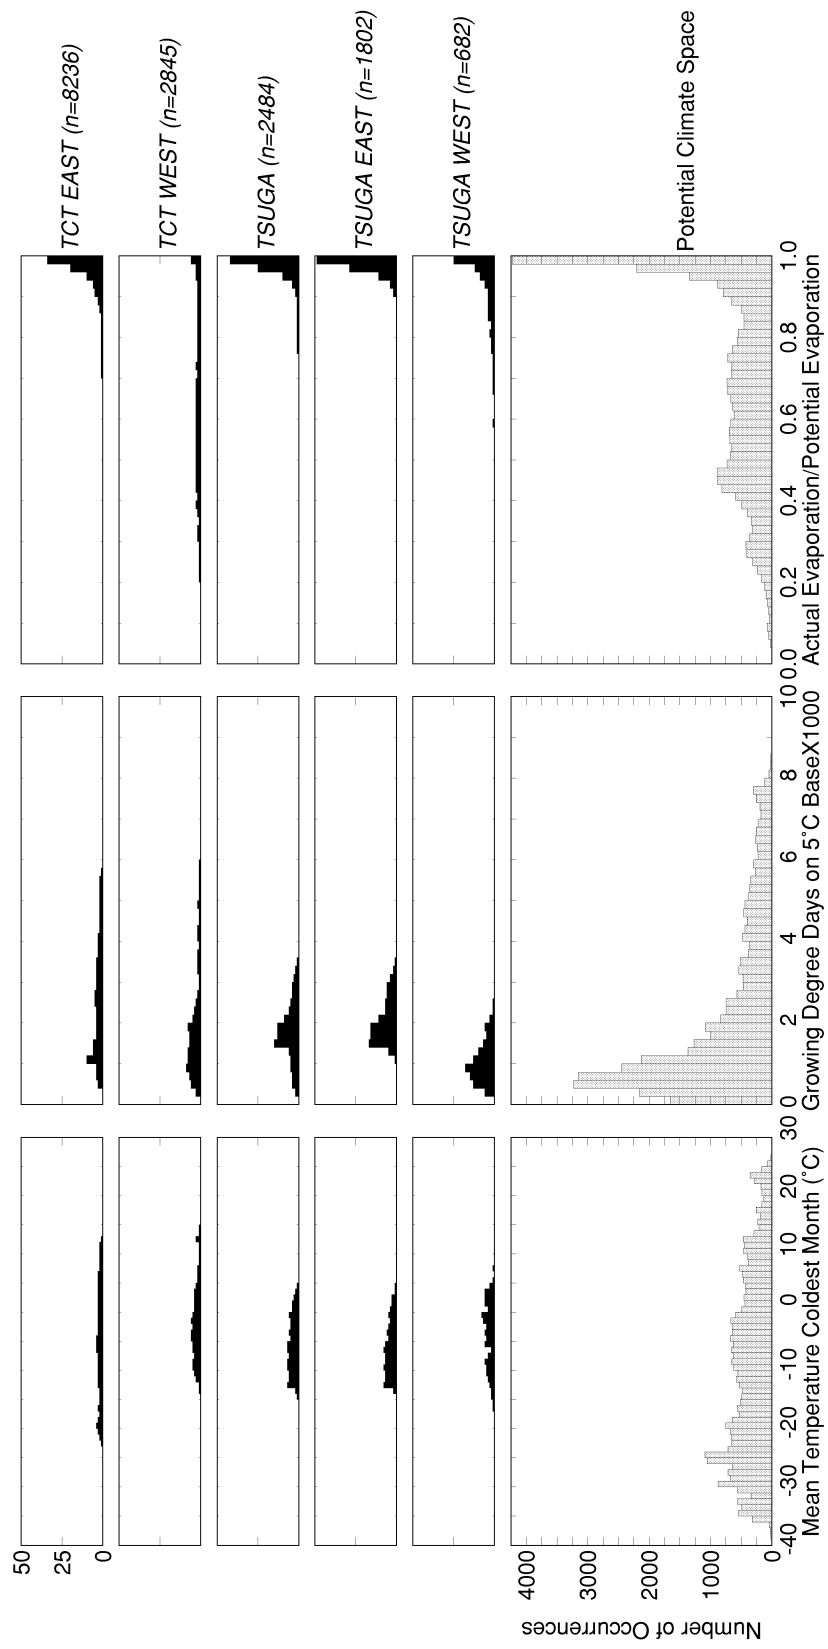 TCT EAST (n=8236)
TCT WEST (n=2845)
TSUGA (n=2484)
TSUGA EAST (n=1802)
TSUGA WEST (n=682)
Potential Climate Space
50
25
0
4000
3000
2000
1000
0
Number of Occurrences
-40 -30 -20 -10 0 10 20 30
Mean Temperature Coldest Month (˚C)
0 2 4 6 8 10
Growing Degree Days on 5˚C BaseX1000
0.0 0.2 0.4 0.6 0.8 1.0
Actual Evaporation/Potential Evaporation